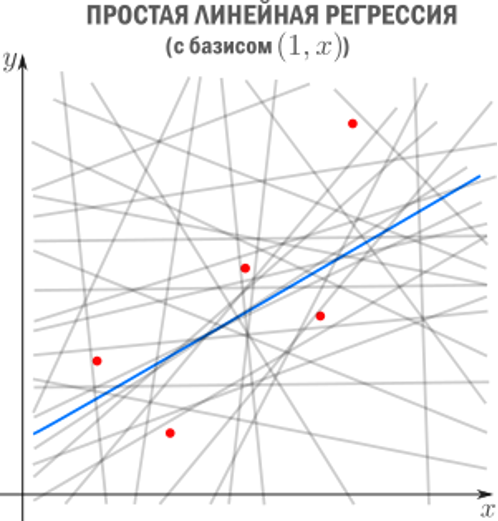 ПРОСТАЯ ЛИНЕЙНАЯ РЕГРЕССИЯ
(с базисом (1, x))
y
x